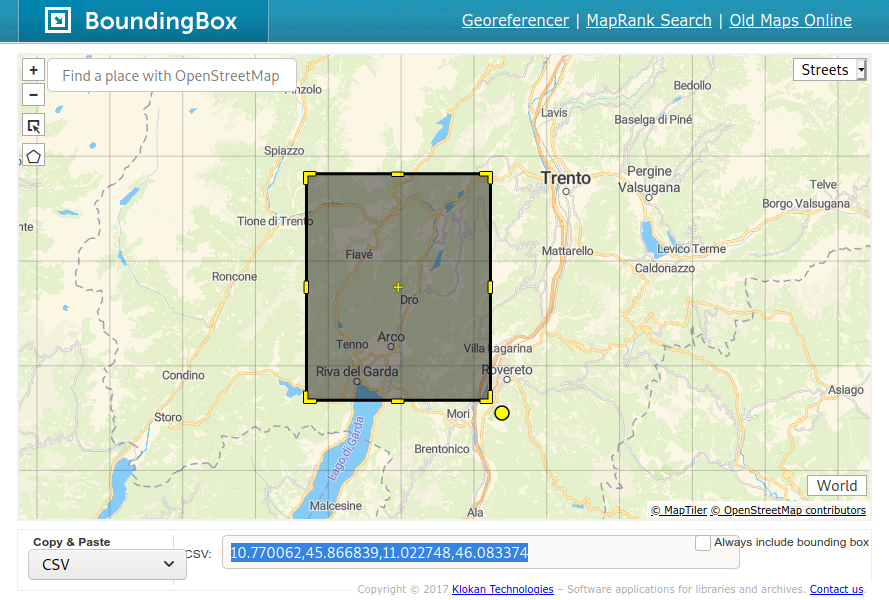 BoundingBox
Georeferencer | MapRank Search | Old Maps Online
+
Find a place with OpenStreetMap
Streets
−
Bedollo
Lavis
Baselga di Piné
Spiazzo
Trento
Pergine
Valsugana
Telve
Borgo Valsugana
Tione di Trento
Fiavé
Mattarello
Levico Terme
Caldonazzo
Roncone
Dro
Arco
Tenno
Villa Lagarina
Riva del Garda
Rovereto
Condino
Storo
Mori
Asiago
Brentonico
Lago di Garda
Malcesine
Ala
World
© MapTiler © OpenStreetMap contributors
Copy & Paste
CSV
CSV:
10.770062,45.866839,11.022748,46.083374
Always include bounding box
Copyright © 2017 Klokan Technologies – Software applications for libraries and archives. Contact us.